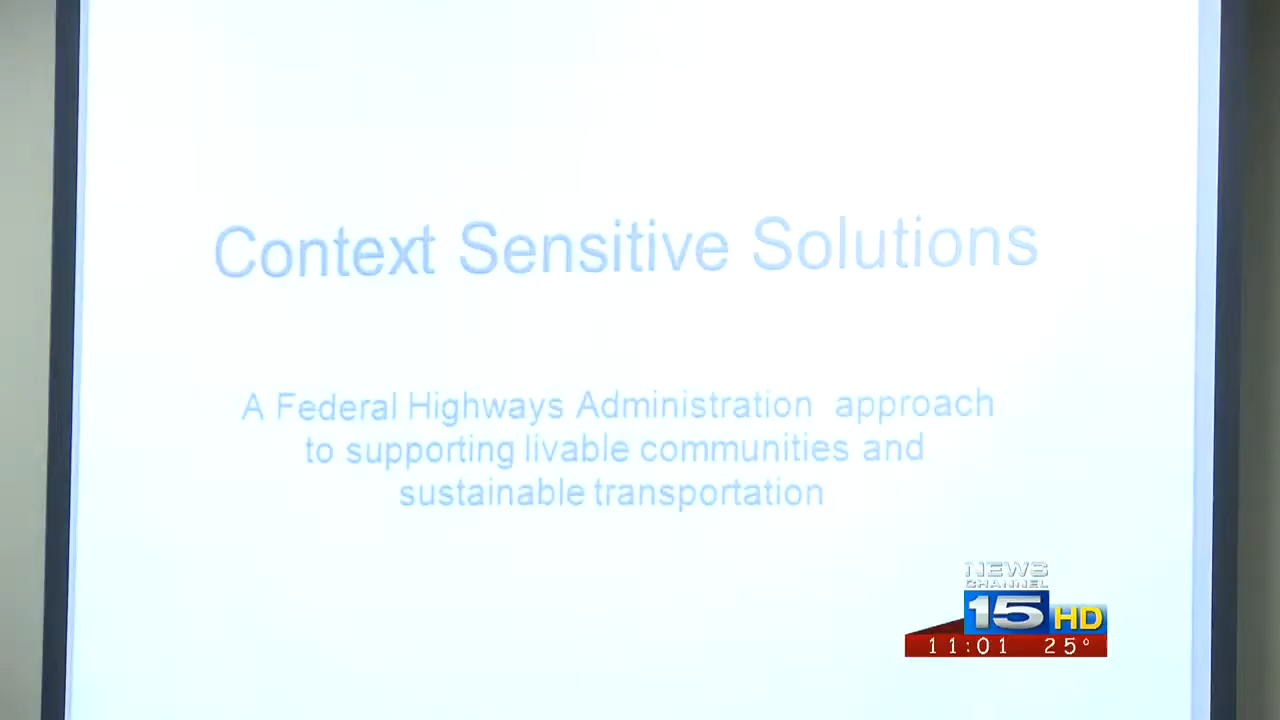 Context Sensitive Solutions
A Federal Highways Administration approach
to supporting livable communities and
sustainable transportation
NEWS
CHANNEL
15 HD
11:01 25°